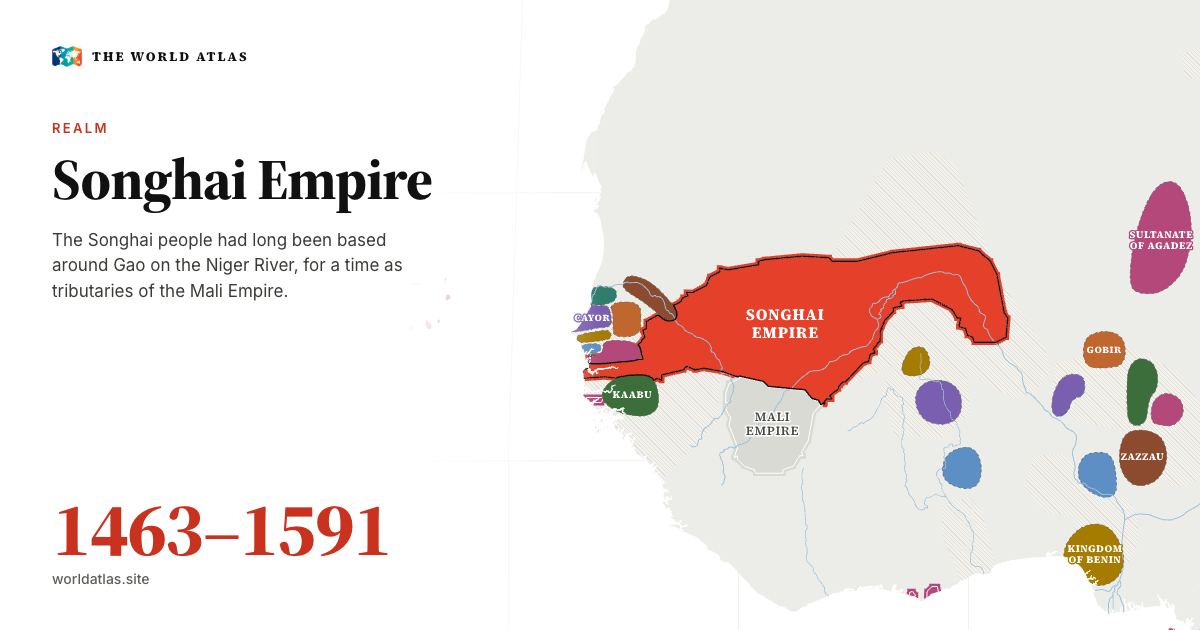 THE WORLD ATLAS
REALM
Songhai Empire
The Songhai people had long been based
around Gao on the Niger River, for a time as
tributaries of the Mali Empire.
1463–1591
worldatlas.site
SULTANATE
OF AGADEZ
CAYOR
SONGHAI
EMPIRE
GOBIR
KAABU
MALI
EMPIRE
ZAZZAU
KINGDOM
OF BENIN